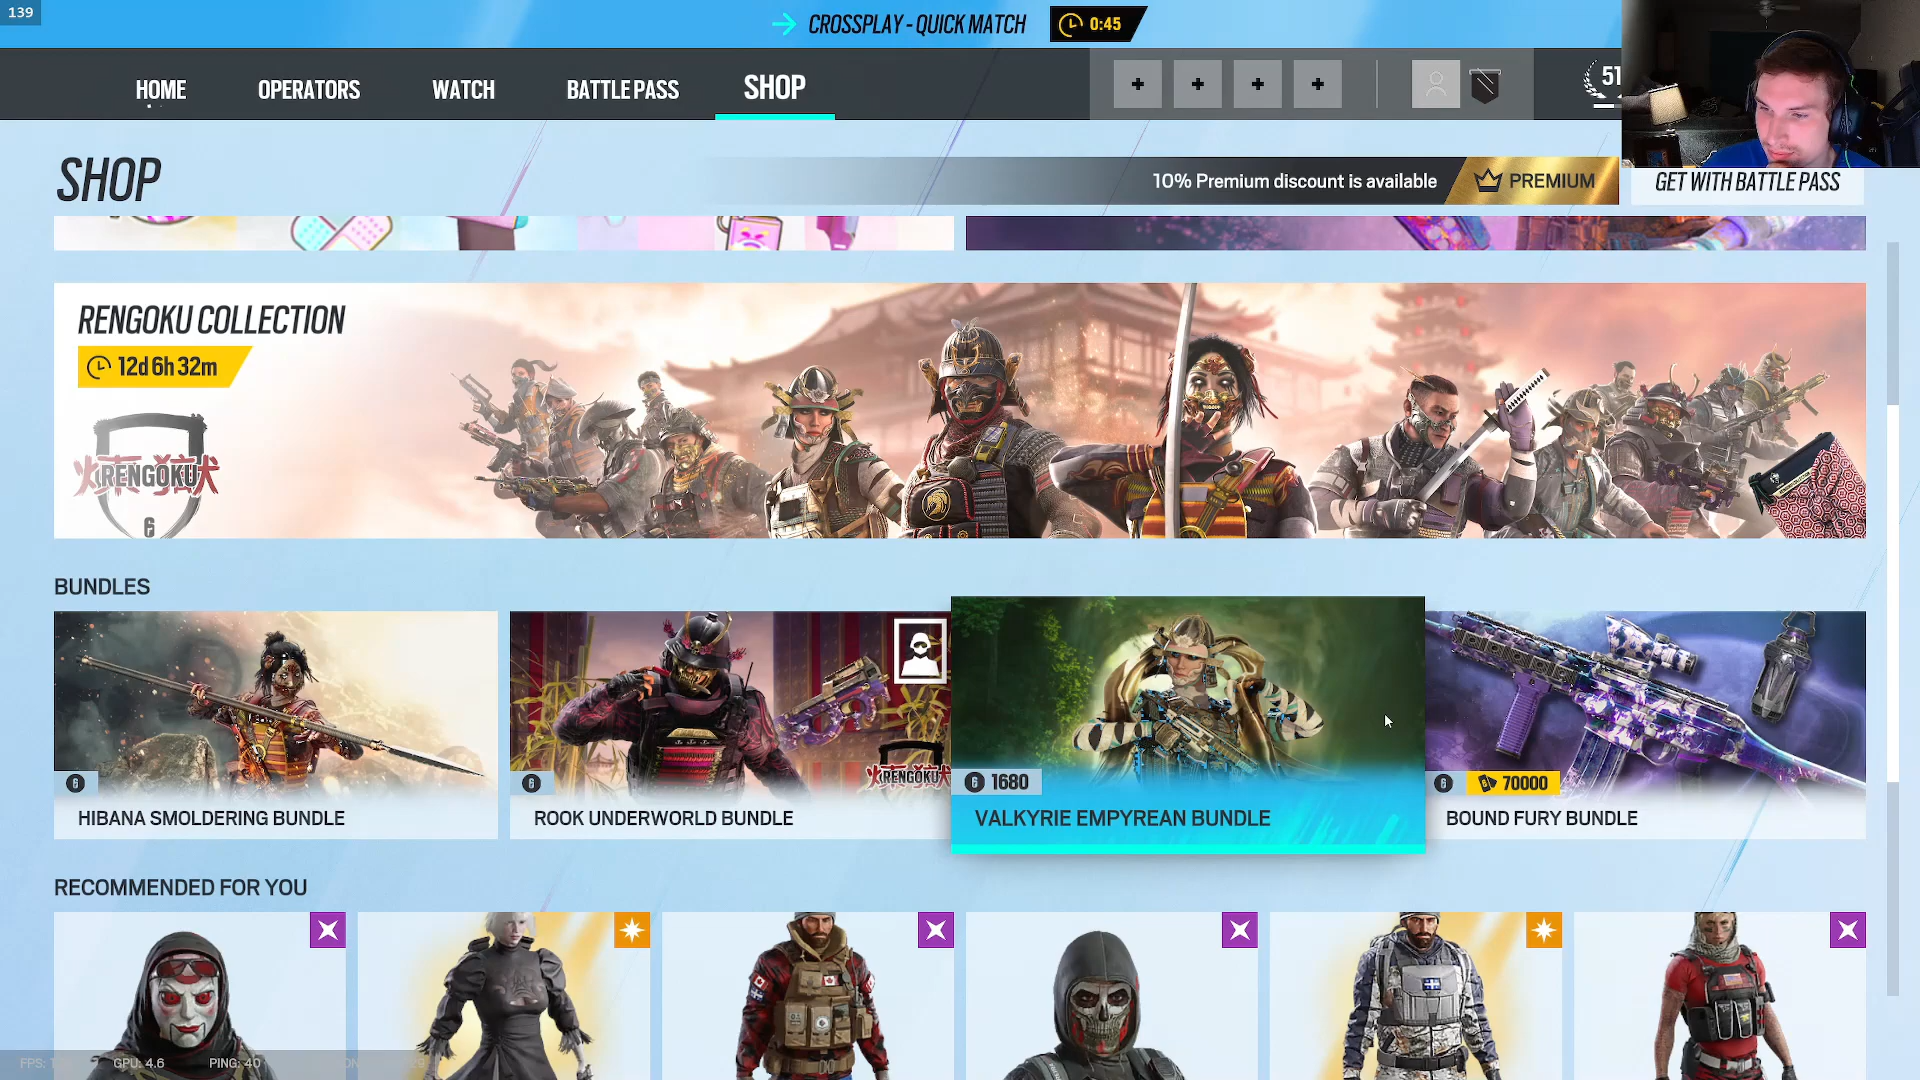 139
CROSSPLAY - QUICK MATCH
0:45
HOME
OPERATORS
WATCH
BATTLE PASS
SHOP
51
SHOP
10% Premium discount is available
PREMIUM
GET WITH BATTLE PASS
RENGOKU COLLECTION
12d 6h 32m
RENGOKU
6
BUNDLES
RENGOKU
1680
70000
HIBANA SMOLDERING BUNDLE
ROOK UNDERWORLD BUNDLE
VALKYRIE EMPYREAN BUNDLE
BOUND FURY BUNDLE
RECOMMENDED FOR YOU
FPS:
GPU: 4.6
PING: 40